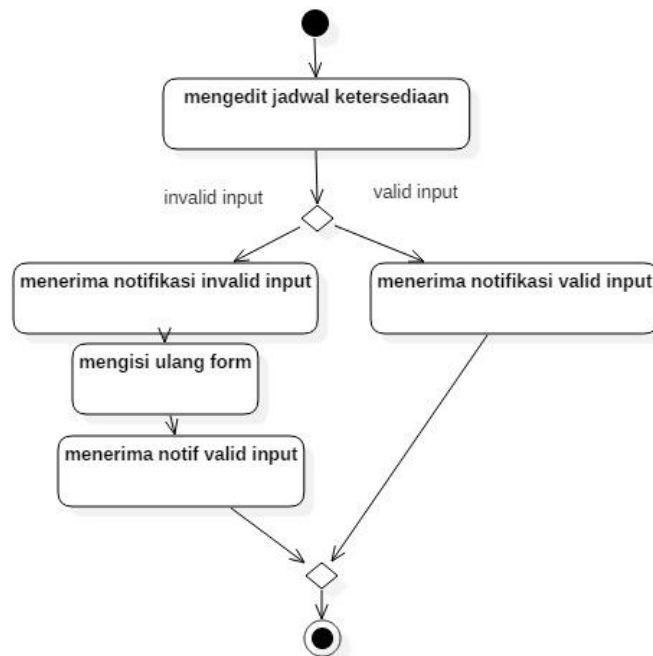 mengedit jadwal ketersediaan
invalid input
valid input
menerima notifikasi invalid input
menerima notifikasi valid input
mengisi ulang form
menerima notif valid input